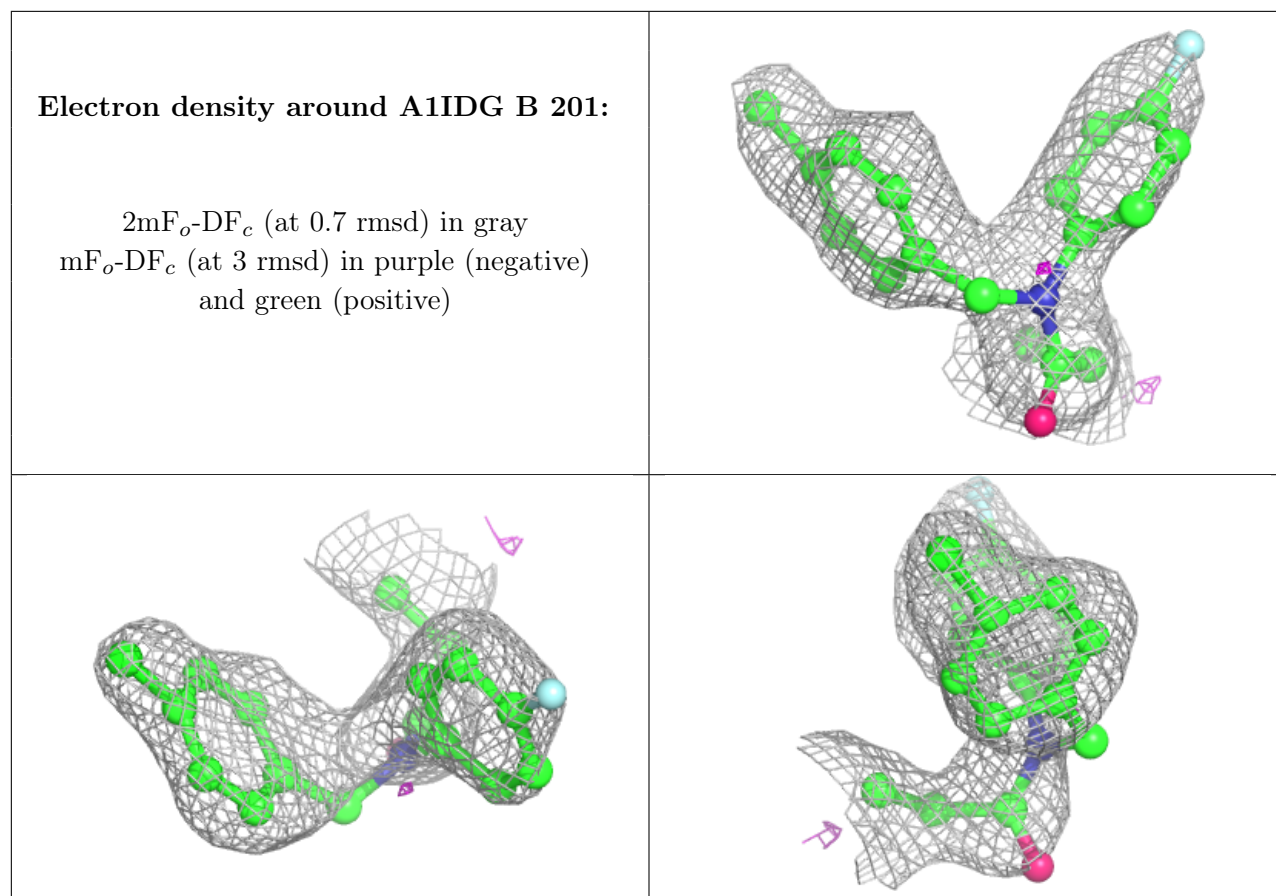 Electron density around A1IDG B 201:
2mFo-DFc (at 0.7 rmsd) in gray
mFo-DFc (at 3 rmsd) in purple (negative)
and green (positive)